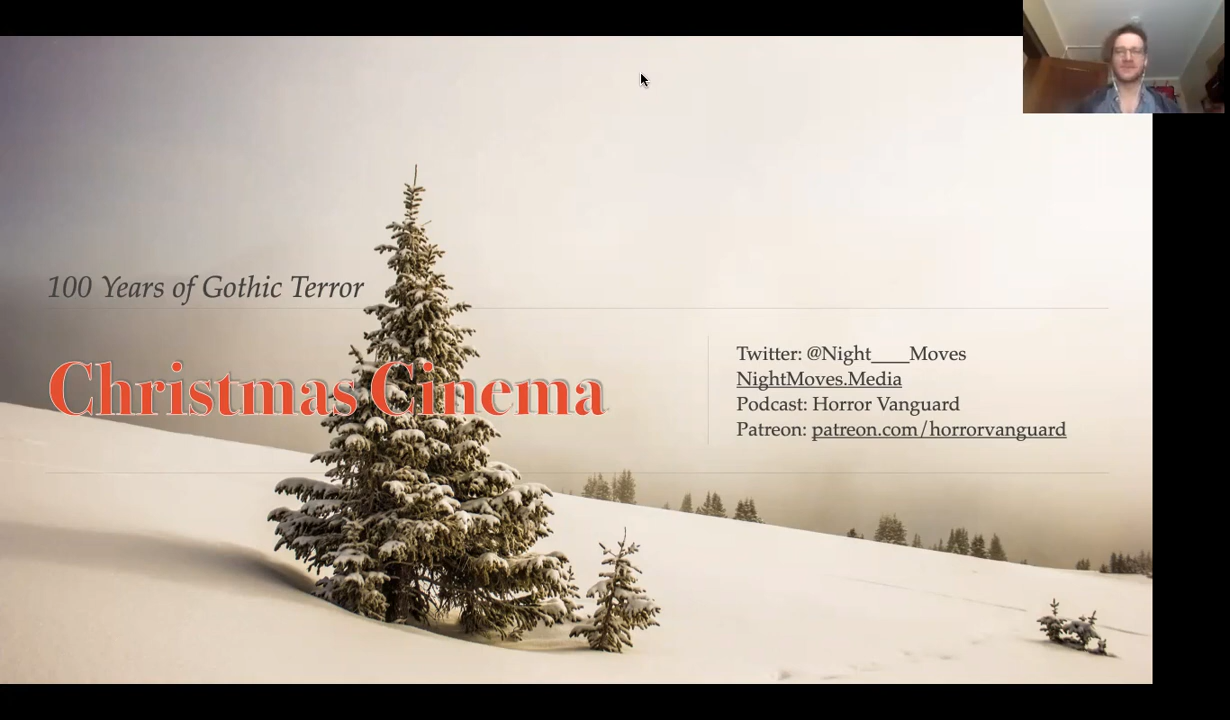 100 Years of Gothic Terror
Christmas Cinema
Twitter: @Night____Moves
NightMoves.Media
Podcast: Horror Vanguard
Patreon: patreon.com/horrorvanguard